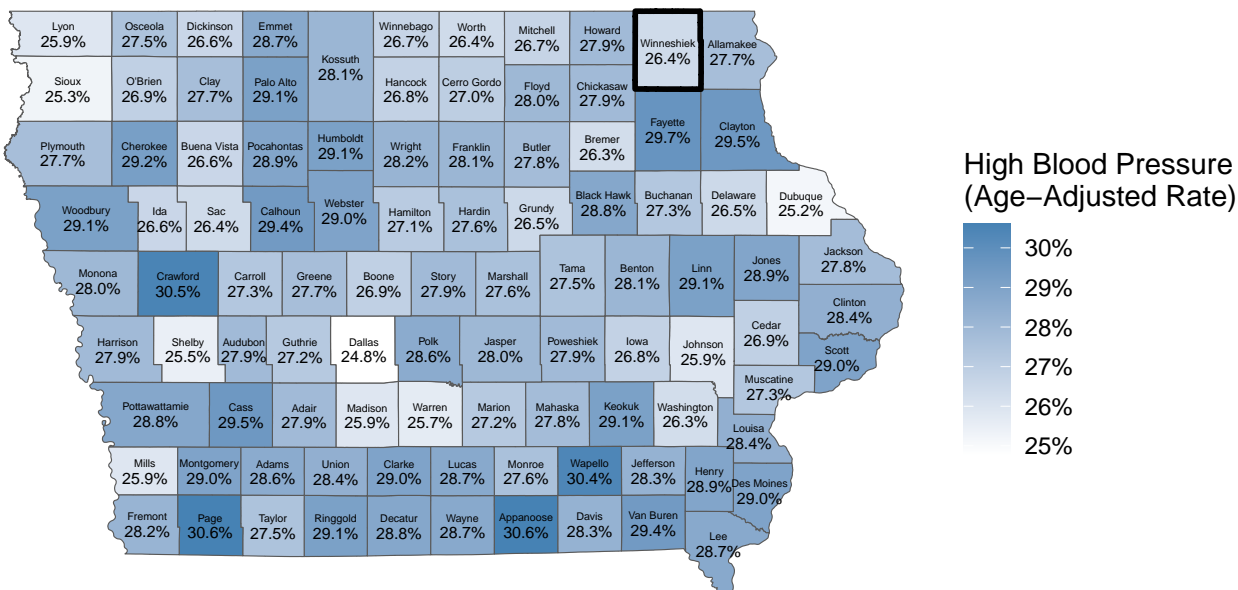 Lyon
25.9%
Osceola
27.5%
Dickinson
26.6%
Emmet
28.7%
Kossuth
28.1%
Winnebago
26.7%
Worth
26.4%
Mitchell
26.7%
Howard
27.9%
Winneshiek
26.4%
Allamakee
27.7%
Sioux
25.3%
O'Brien
26.9%
Clay
27.7%
Palo Alto
29.1%
Hancock
26.8%
Cerro Gordo
27.0%
Floyd
28.0%
Chickasaw
27.9%
Fayette
29.7%
Clayton
29.5%
Plymouth
27.7%
Cherokee
29.2%
Buena Vista
26.6%
Pocahontas
28.9%
Humboldt
29.1%
Wright
28.2%
Franklin
28.1%
Butler
27.8%
Bremer
26.3%
Woodbury
29.1%
Ida
26.6%
Sac
26.4%
Calhoun
29.4%
Webster
29.0%
Hamilton
27.1%
Hardin
27.6%
Grundy
26.5%
Black Hawk
28.8%
Buchanan
27.3%
Delaware
26.5%
Dubuque
25.2%
Monona
28.0%
Crawford
30.5%
Carroll
27.3%
Greene
27.7%
Boone
26.9%
Story
27.9%
Marshall
27.6%
Tama
27.5%
Benton
28.1%
Linn
29.1%
Jones
28.9%
Jackson
27.8%
Clinton
28.4%
Harrison
27.9%
Shelby
25.5%
Audubon
27.9%
Guthrie
27.2%
Dallas
24.8%
Polk
28.6%
Jasper
28.0%
Poweshiek
27.9%
Iowa
26.8%
Johnson
25.9%
Cedar
26.9%
Scott
29.0%
Muscatine
27.3%
Pottawattamie
28.8%
Cass
29.5%
Adair
27.9%
Madison
25.9%
Warren
25.7%
Marion
27.2%
Mahaska
27.8%
Keokuk
29.1%
Washington
26.3%
Louisa
28.4%
Mills
25.9%
Montgomery
29.0%
Adams
28.6%
Union
28.4%
Clarke
29.0%
Lucas
28.7%
Monroe
27.6%
Wapello
30.4%
Jefferson
28.3%
Henry
28.9%
Des Moines
29.0%
Fremont
28.2%
Page
30.6%
Taylor
27.5%
Ringgold
29.1%
Decatur
28.8%
Wayne
28.7%
Appanoose
30.6%
Davis
28.3%
Van Buren
29.4%
Lee
28.7%
High Blood Pressure
(Age−Adjusted Rate)
30%
29%
28%
27%
26%
25%